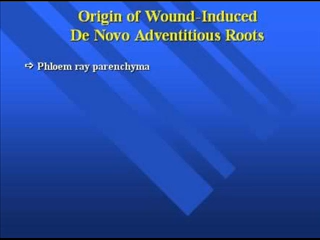 Origin of Wound-Induced
De Novo Adventitious Roots
➩ Phloem ray parenchyma